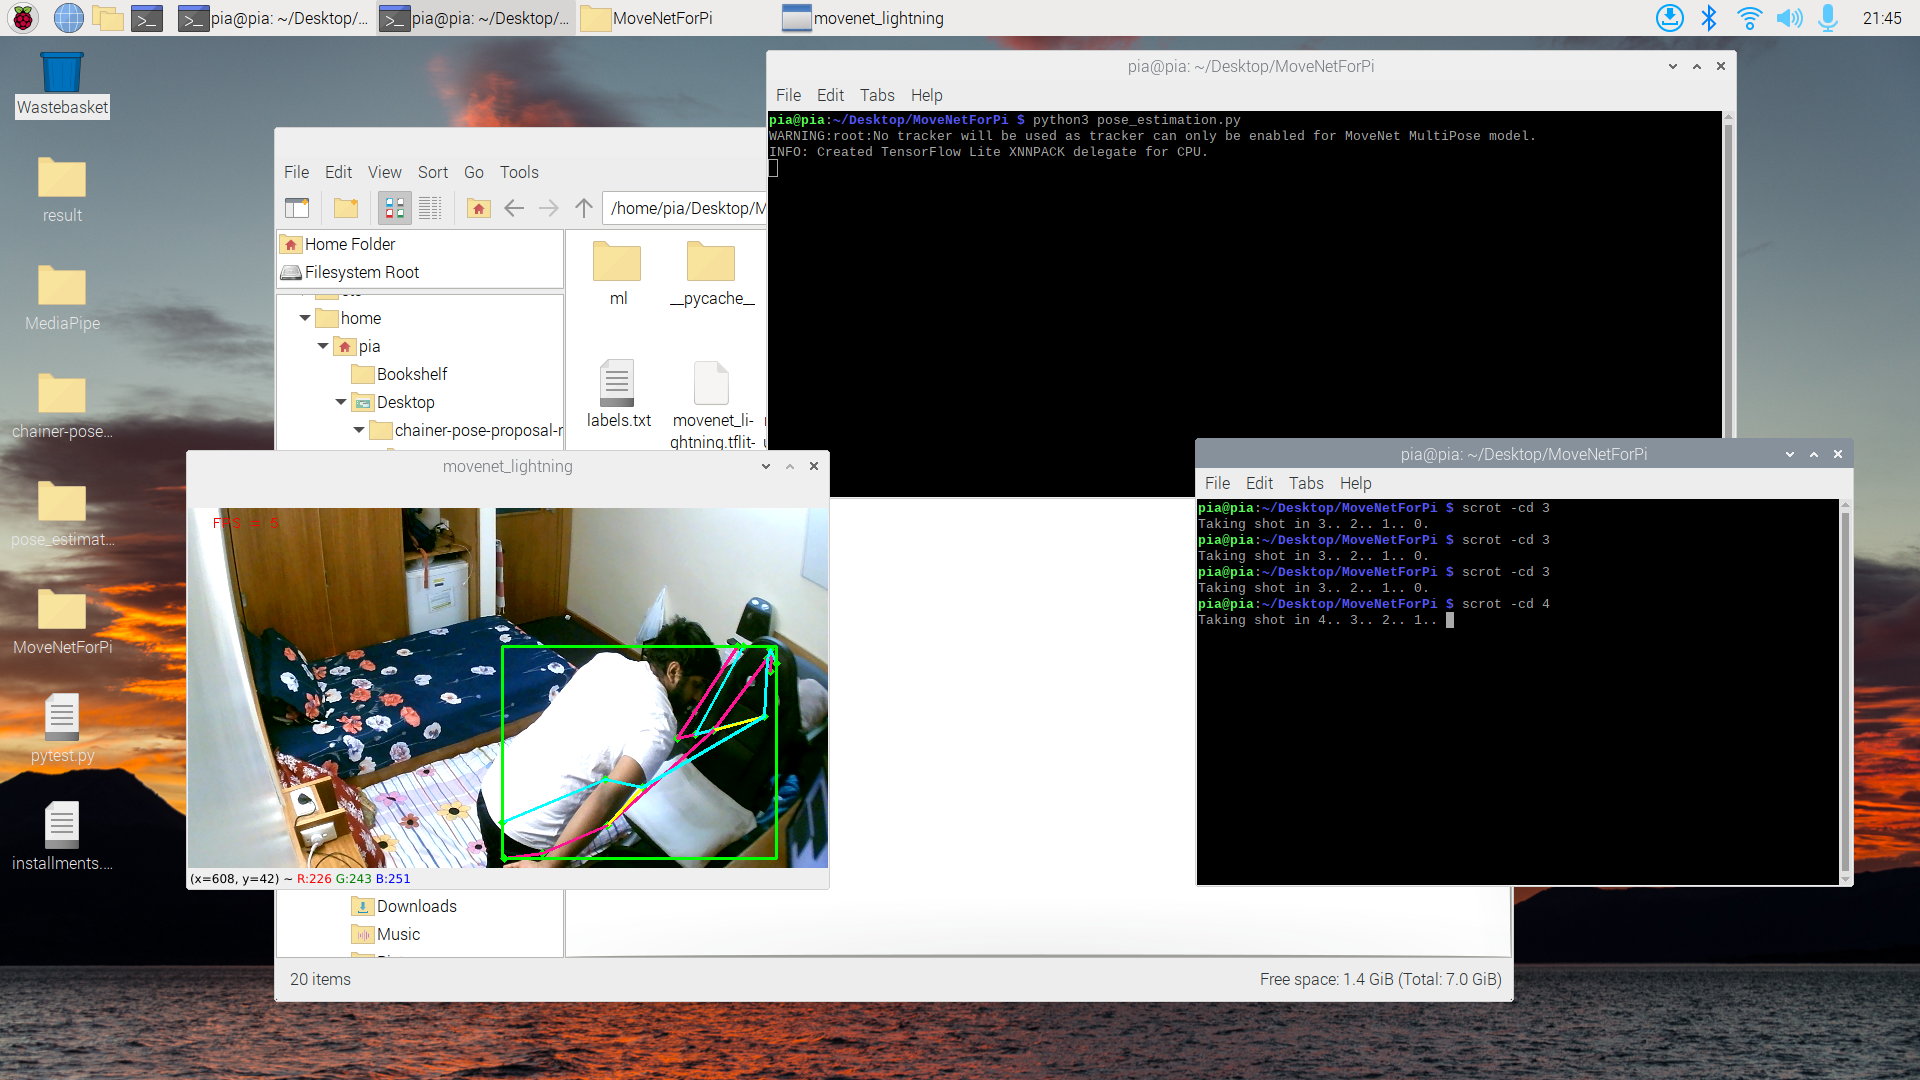 pia@pia: ~/Desktop/...
pia@pia: ~/Desktop/...
MoveNetForPi
movenet_lightning
21:45
Wastebasket
result
MediaPipe
chainer-pose...
pose_estimat...
MoveNetForPi
pytest.py
installments....
pia@pia: ~/Desktop/MoveNetForPi
File Edit Tabs Help
pia@pia:~/Desktop/MoveNetForPi $ python3 pose_estimation.py
WARNING:root:No tracker will be used as tracker can only be enabled for MoveNet MultiPose model.
INFO: Created TensorFlow Lite XNNPACK delegate for CPU.
File Edit View Sort Go Tools
/home/pia/Desktop/M
Home Folder
Filesystem Root
home
pia
Bookshelf
Desktop
chainer-pose-proposal-r
Downloads
Music
ml
__pycache__
labels.txt
movenet_li-
ghtning.tflit-
20 items
Free space: 1.4 GiB (Total: 7.0 GiB)
movenet_lightning
(x=608, y=42) ~ R:226 G:243 B:251
pia@pia: ~/Desktop/MoveNetForPi
File Edit Tabs Help
pia@pia:~/Desktop/MoveNetForPi $ scrot -cd 3
Taking shot in 3.. 2.. 1.. 0.
pia@pia:~/Desktop/MoveNetForPi $ scrot -cd 3
Taking shot in 3.. 2.. 1.. 0.
pia@pia:~/Desktop/MoveNetForPi $ scrot -cd 3
Taking shot in 3.. 2.. 1.. 0.
pia@pia:~/Desktop/MoveNetForPi $ scrot -cd 4
Taking shot in 4.. 3.. 2.. 1..